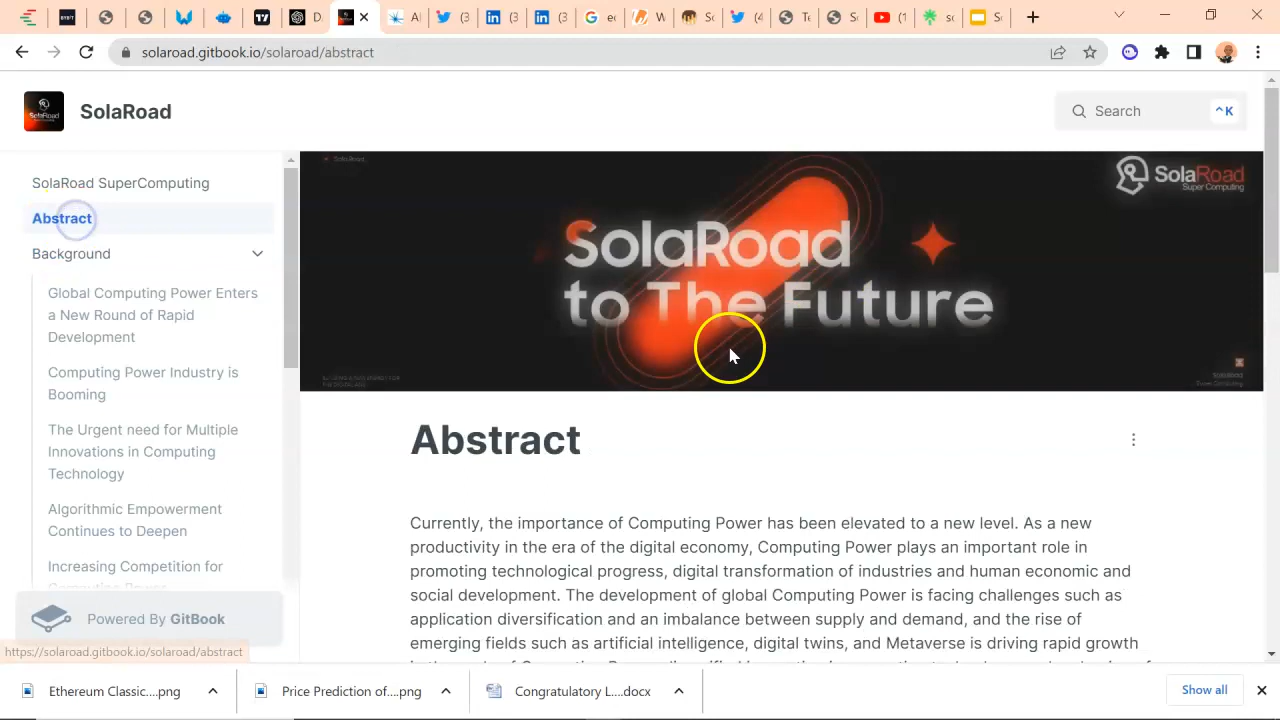 D
(3
(3
(4
(1
solaroad.gitbook.io/solaroad/abstract
SolaRoad
Search
^K
SolaRoad SuperComputing
Abstract
Background
Global Computing Power Enters
a New Round of Rapid
Development
Computing Power Industry is
Booming
The Urgent need for Multiple
Innovations in Computing
Technology
Algorithmic Empowerment
Continues to Deepen
Increasing Competition for
Powered By GitBook
https://solaroad.gitbook.io/solaroad/abstract
SolaRoad
Super Computing
SolaRoad
to The Future
Abstract
Currently, the importance of Computing Power has been elevated to a new level. As a new
productivity in the era of the digital economy, Computing Power plays an important role in
promoting technological progress, digital transformation of industries and human economic and
social development. The development of global Computing Power is facing challenges such as
application diversification and an imbalance between supply and demand, and the rise of
emerging fields such as artificial intelligence, digital twins, and Metaverse is driving rapid growth
Ethereum Classic....png
Price Prediction of....png
Congratulatory L....docx
Show all